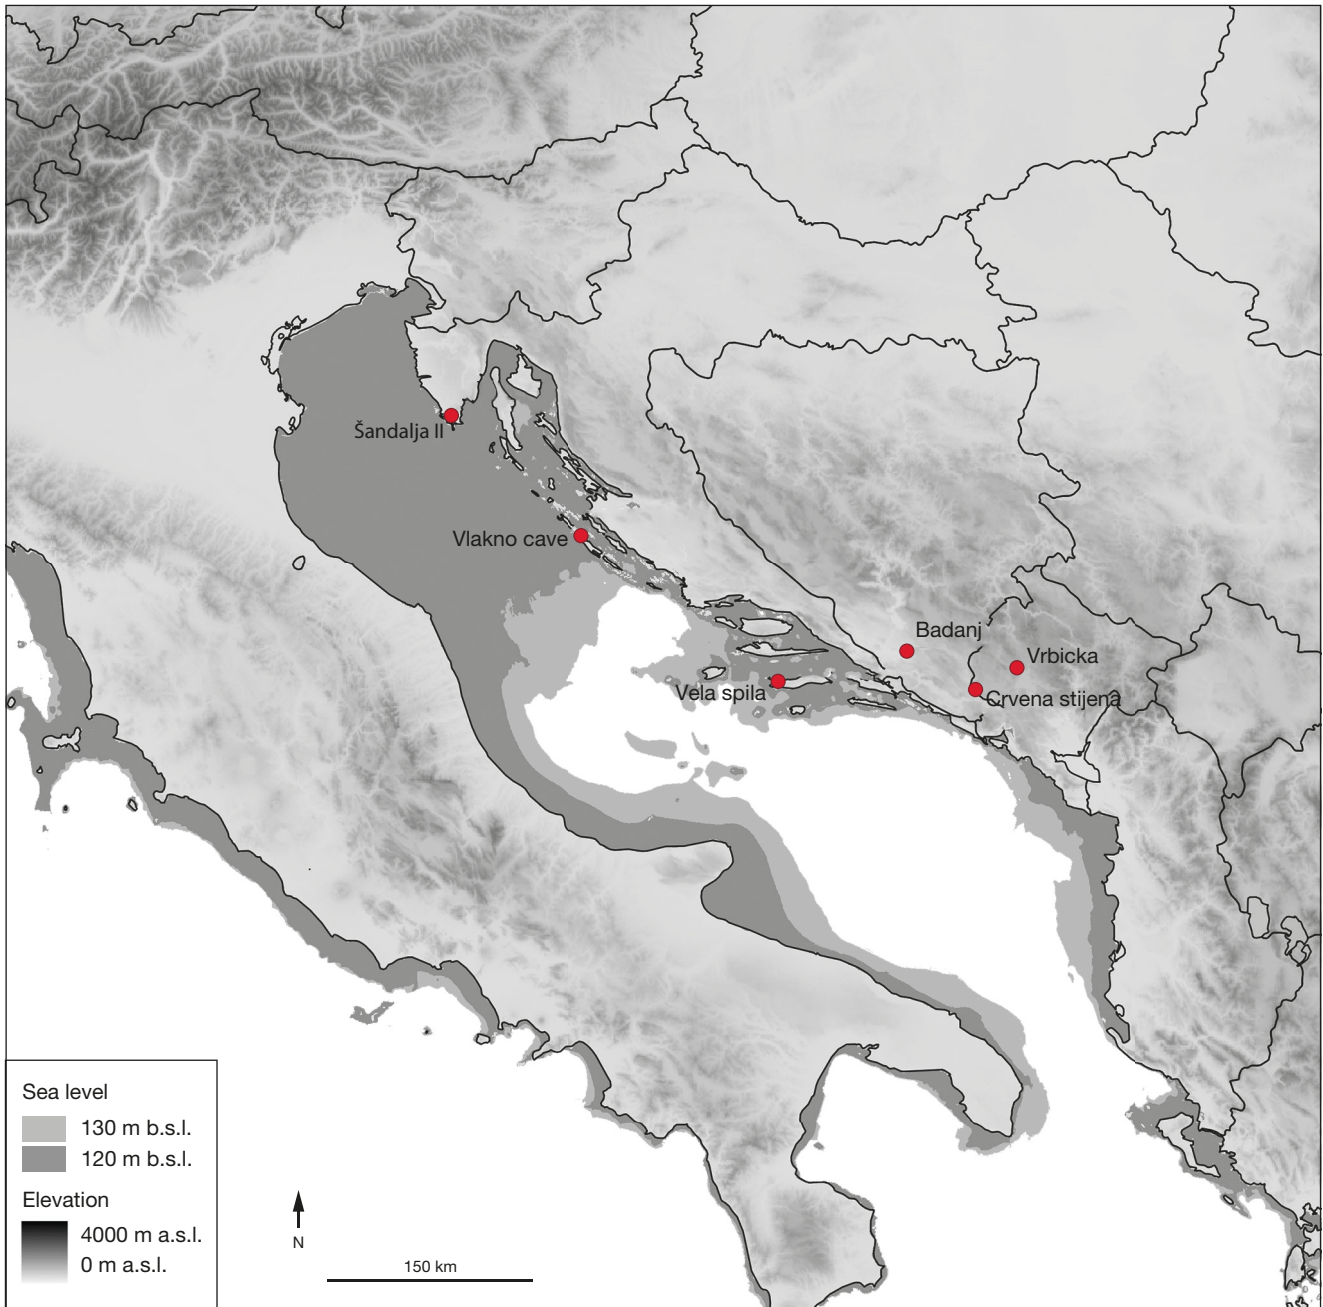 Šandalja II
Vlakno cave
Badanj
Vrbicka
Vela spila
Crvena stijena
Sea level
130 m b.s.l.
120 m b.s.l.
Elevation
4000 m a.s.l.
0 m a.s.l.
N
150 km